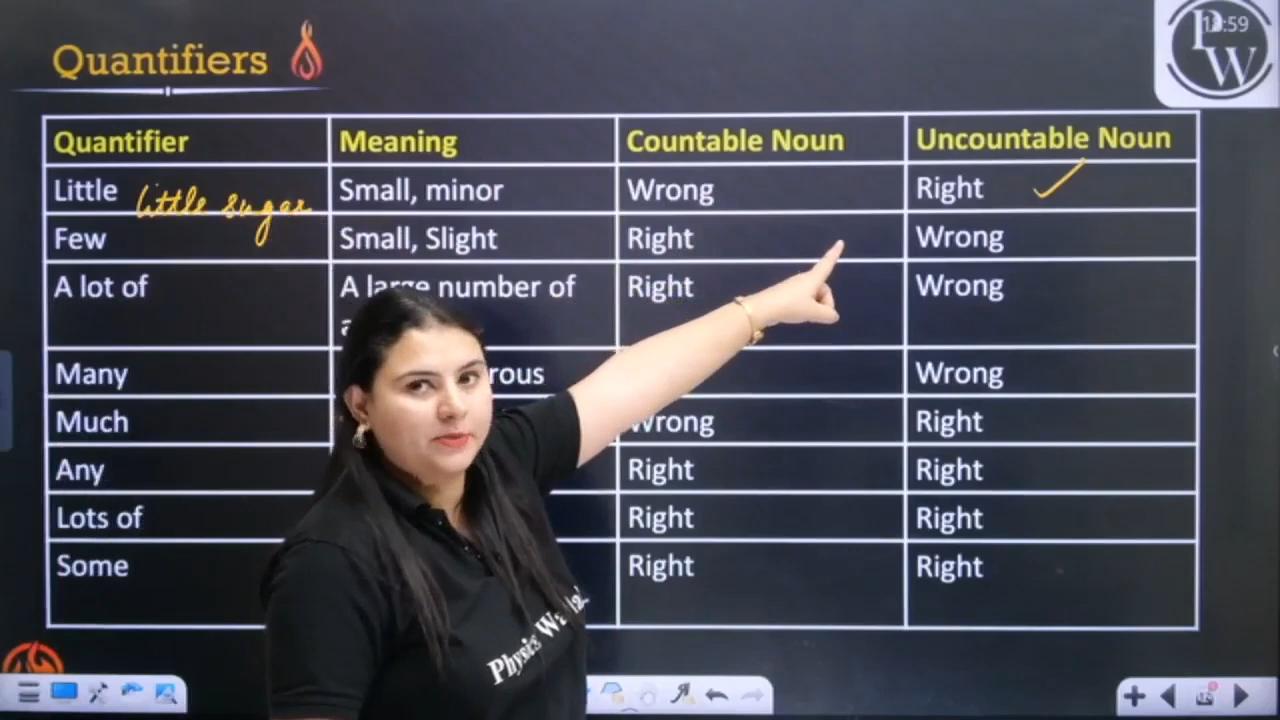 Quantifiers
PW
:59
Quantifier Meaning Countable Noun Uncountable Noun
Little little sugar Small, minor Wrong Right
Few Small, Slight Right Wrong
A lot of A large number of Right Wrong
Many Wrong
Much Wrong Right
Any Right Right
Lots of Right Right
Some Right Right
Physics